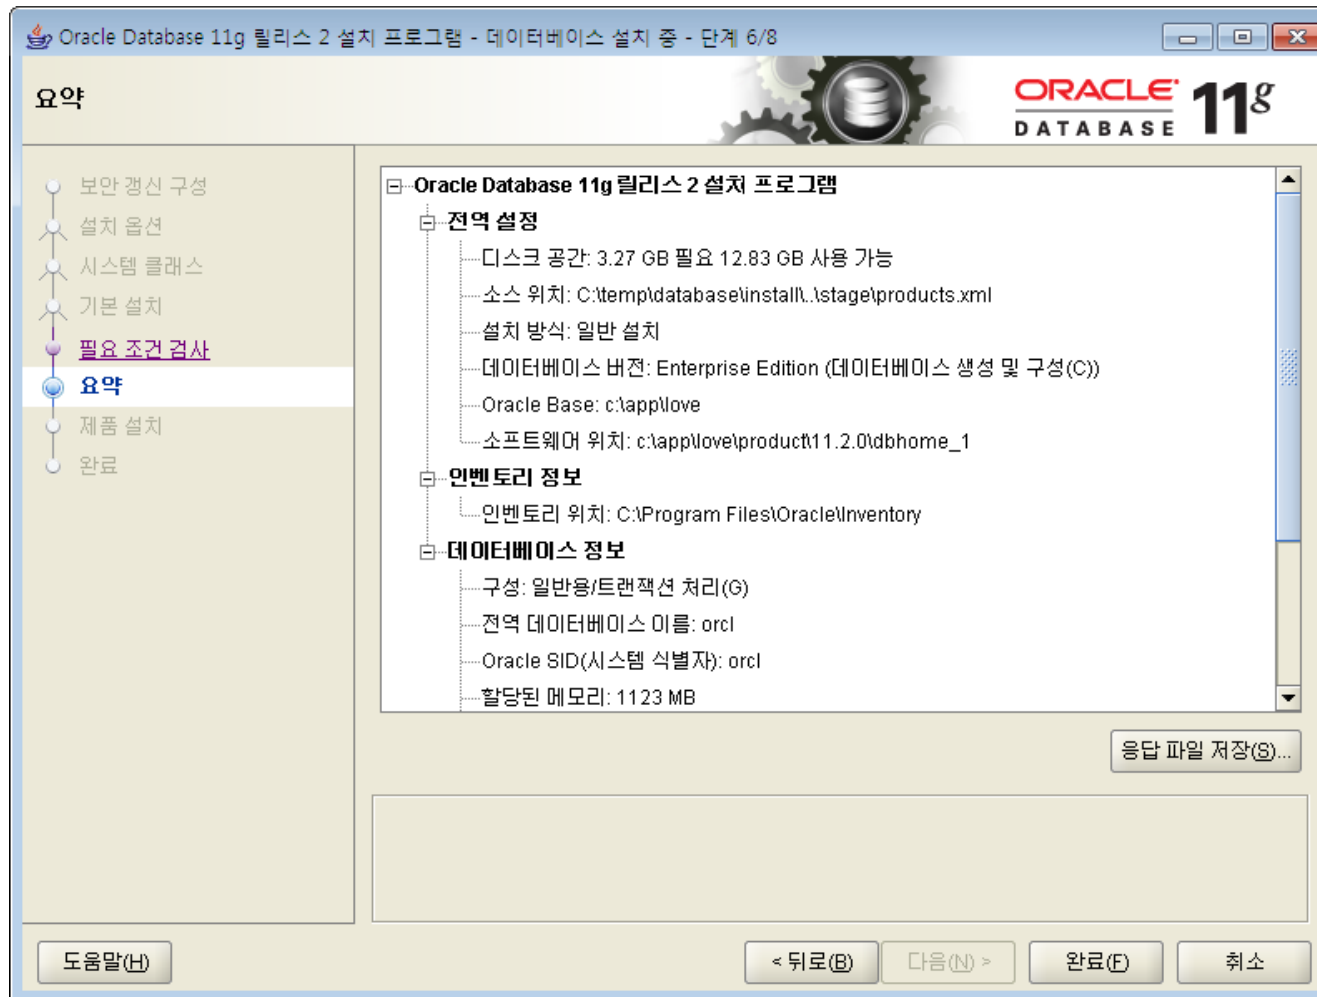 Oracle Database 11g 릴리스 2 설치 프로그램 - 데이터베이스 설치 중 - 단계 6/8
요약
ORACLE
DATABASE
11g
보안 갱신 구성
설치 옵션
시스템 클래스
기본 설치
필요 조건 검사
요약
제품 설치
완료
Oracle Database 11g 릴리스 2 설치 프로그램
전역 설정
디스크 공간: 3.27 GB 필요 12.83 GB 사용 가능
소스 위치: C:\temp\database\install\..\stage\products.xml
설치 방식: 일반 설치
데이터베이스 버전: Enterprise Edition (데이터베이스 생성 및 구성(C))
Oracle Base: c:\app\love
소프트웨어 위치: c:\app\love\product\11.2.0\dbhome_1
인벤토리 정보
인벤토리 위치: C:\Program Files\Oracle\Inventory
데이터베이스 정보
구성: 일반용/트랜잭션 처리(G)
전역 데이터베이스 이름: orcl
Oracle SID(시스템 식별자): orcl
할당된 메모리: 1123 MB
응답 파일 저장(S)...
도움말(H)
< 뒤로(B)
다음(N) >
완료(F)
취소